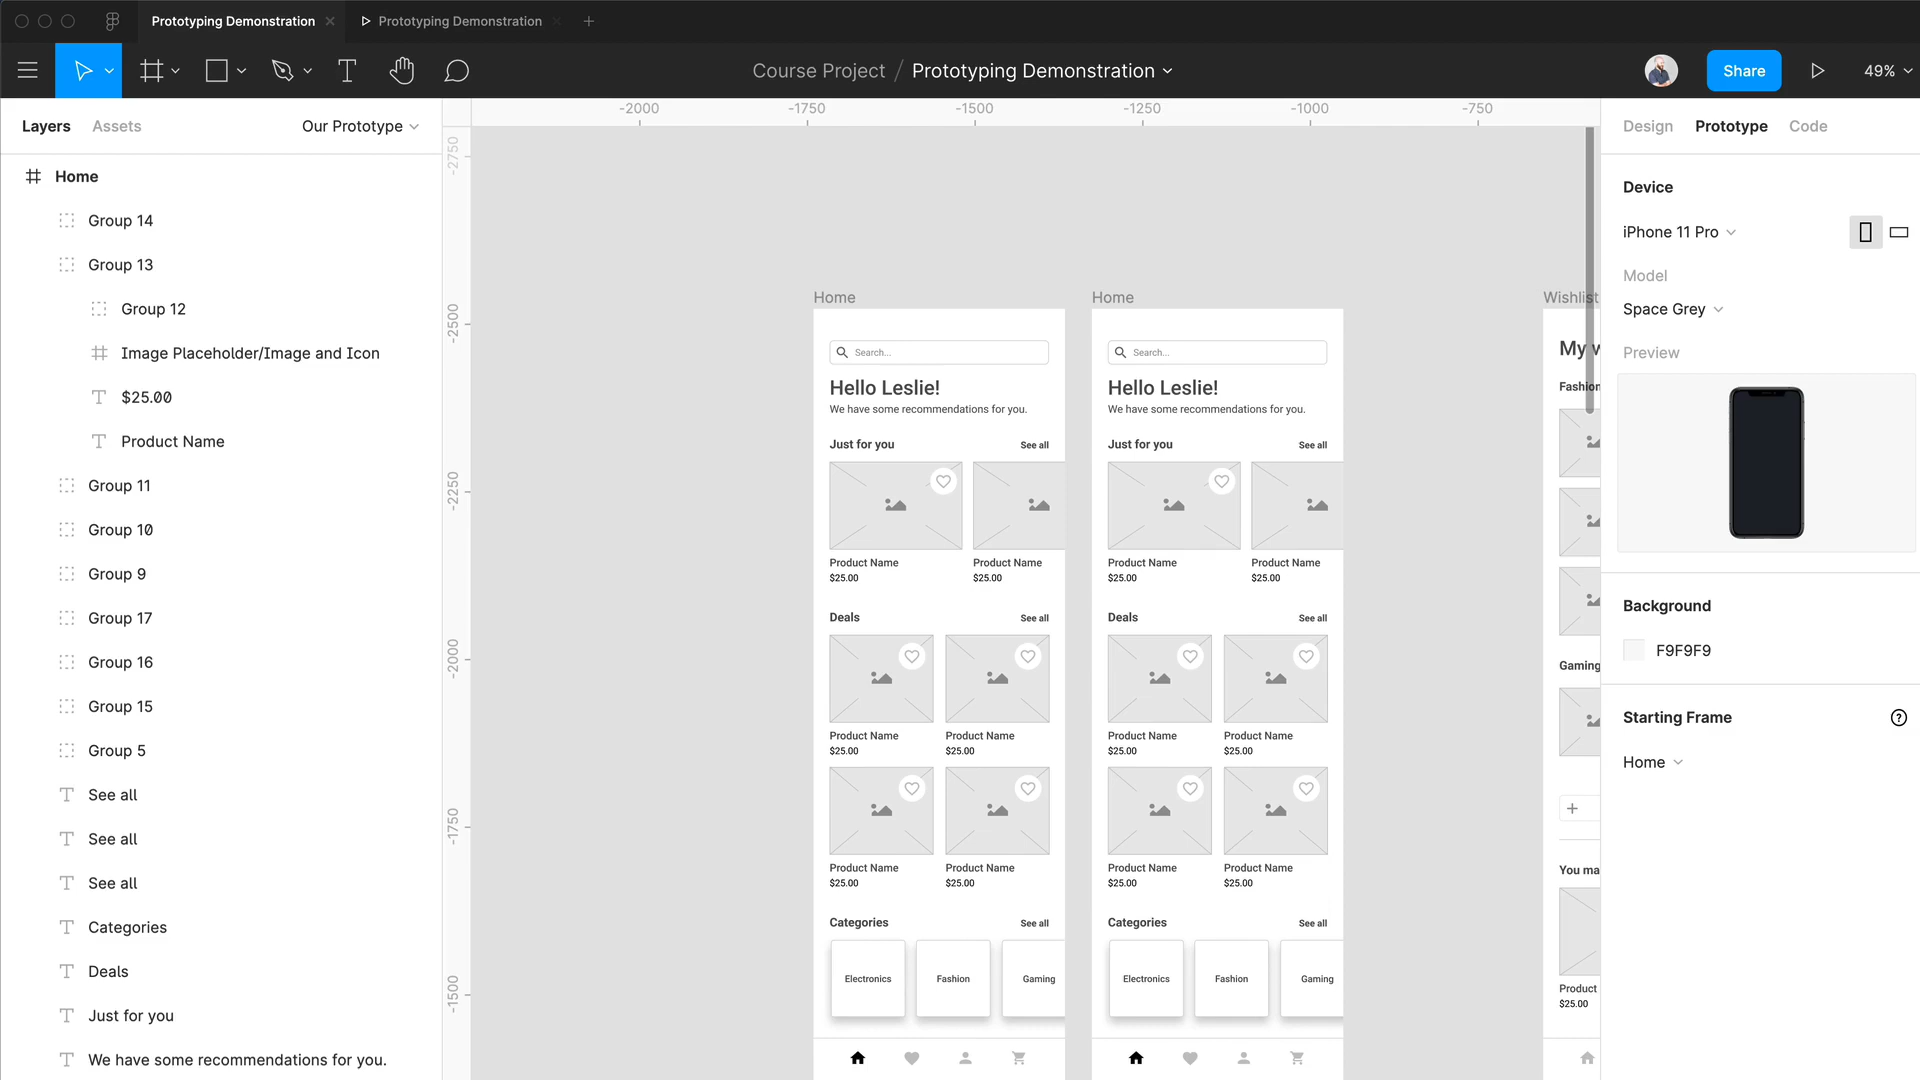 Prototyping Demonstration
Prototyping Demonstration
Course Project / Prototyping Demonstration
Share
49%
Layers
Assets
Our Prototype
Home
Group 14
Group 13
Group 12
Image Placeholder/Image and Icon
$25.00
Product Name
Group 11
Group 10
Group 9
Group 17
Group 16
Group 15
Group 5
See all
See all
See all
Categories
Deals
Just for you
We have some recommendations for you.
-2000 -1750 -1500 -1250 -1000 -750
-2750
-2500
-2250
-2000
-1750
-1500
Home
Search...
Hello Leslie!
We have some recommendations for you.
Just for you See all
Product Name Product Name
$25.00 $25.00
Deals See all
Product Name Product Name
$25.00 $25.00
Product Name Product Name
$25.00 $25.00
Categories See all
Electronics Fashion Gaming
Home
Search...
Hello Leslie!
We have some recommendations for you.
Just for you See all
Product Name Product Name
$25.00 $25.00
Deals See all
Product Name Product Name
$25.00 $25.00
Product Name Product Name
$25.00 $25.00
Categories See all
Electronics Fashion Gaming
Wishlist
My w
Fashion
Gaming
You ma
Product
$25.00
Design
Prototype
Code
Device
iPhone 11 Pro
Model
Space Grey
Preview
Background
F9F9F9
Starting Frame
?
Home